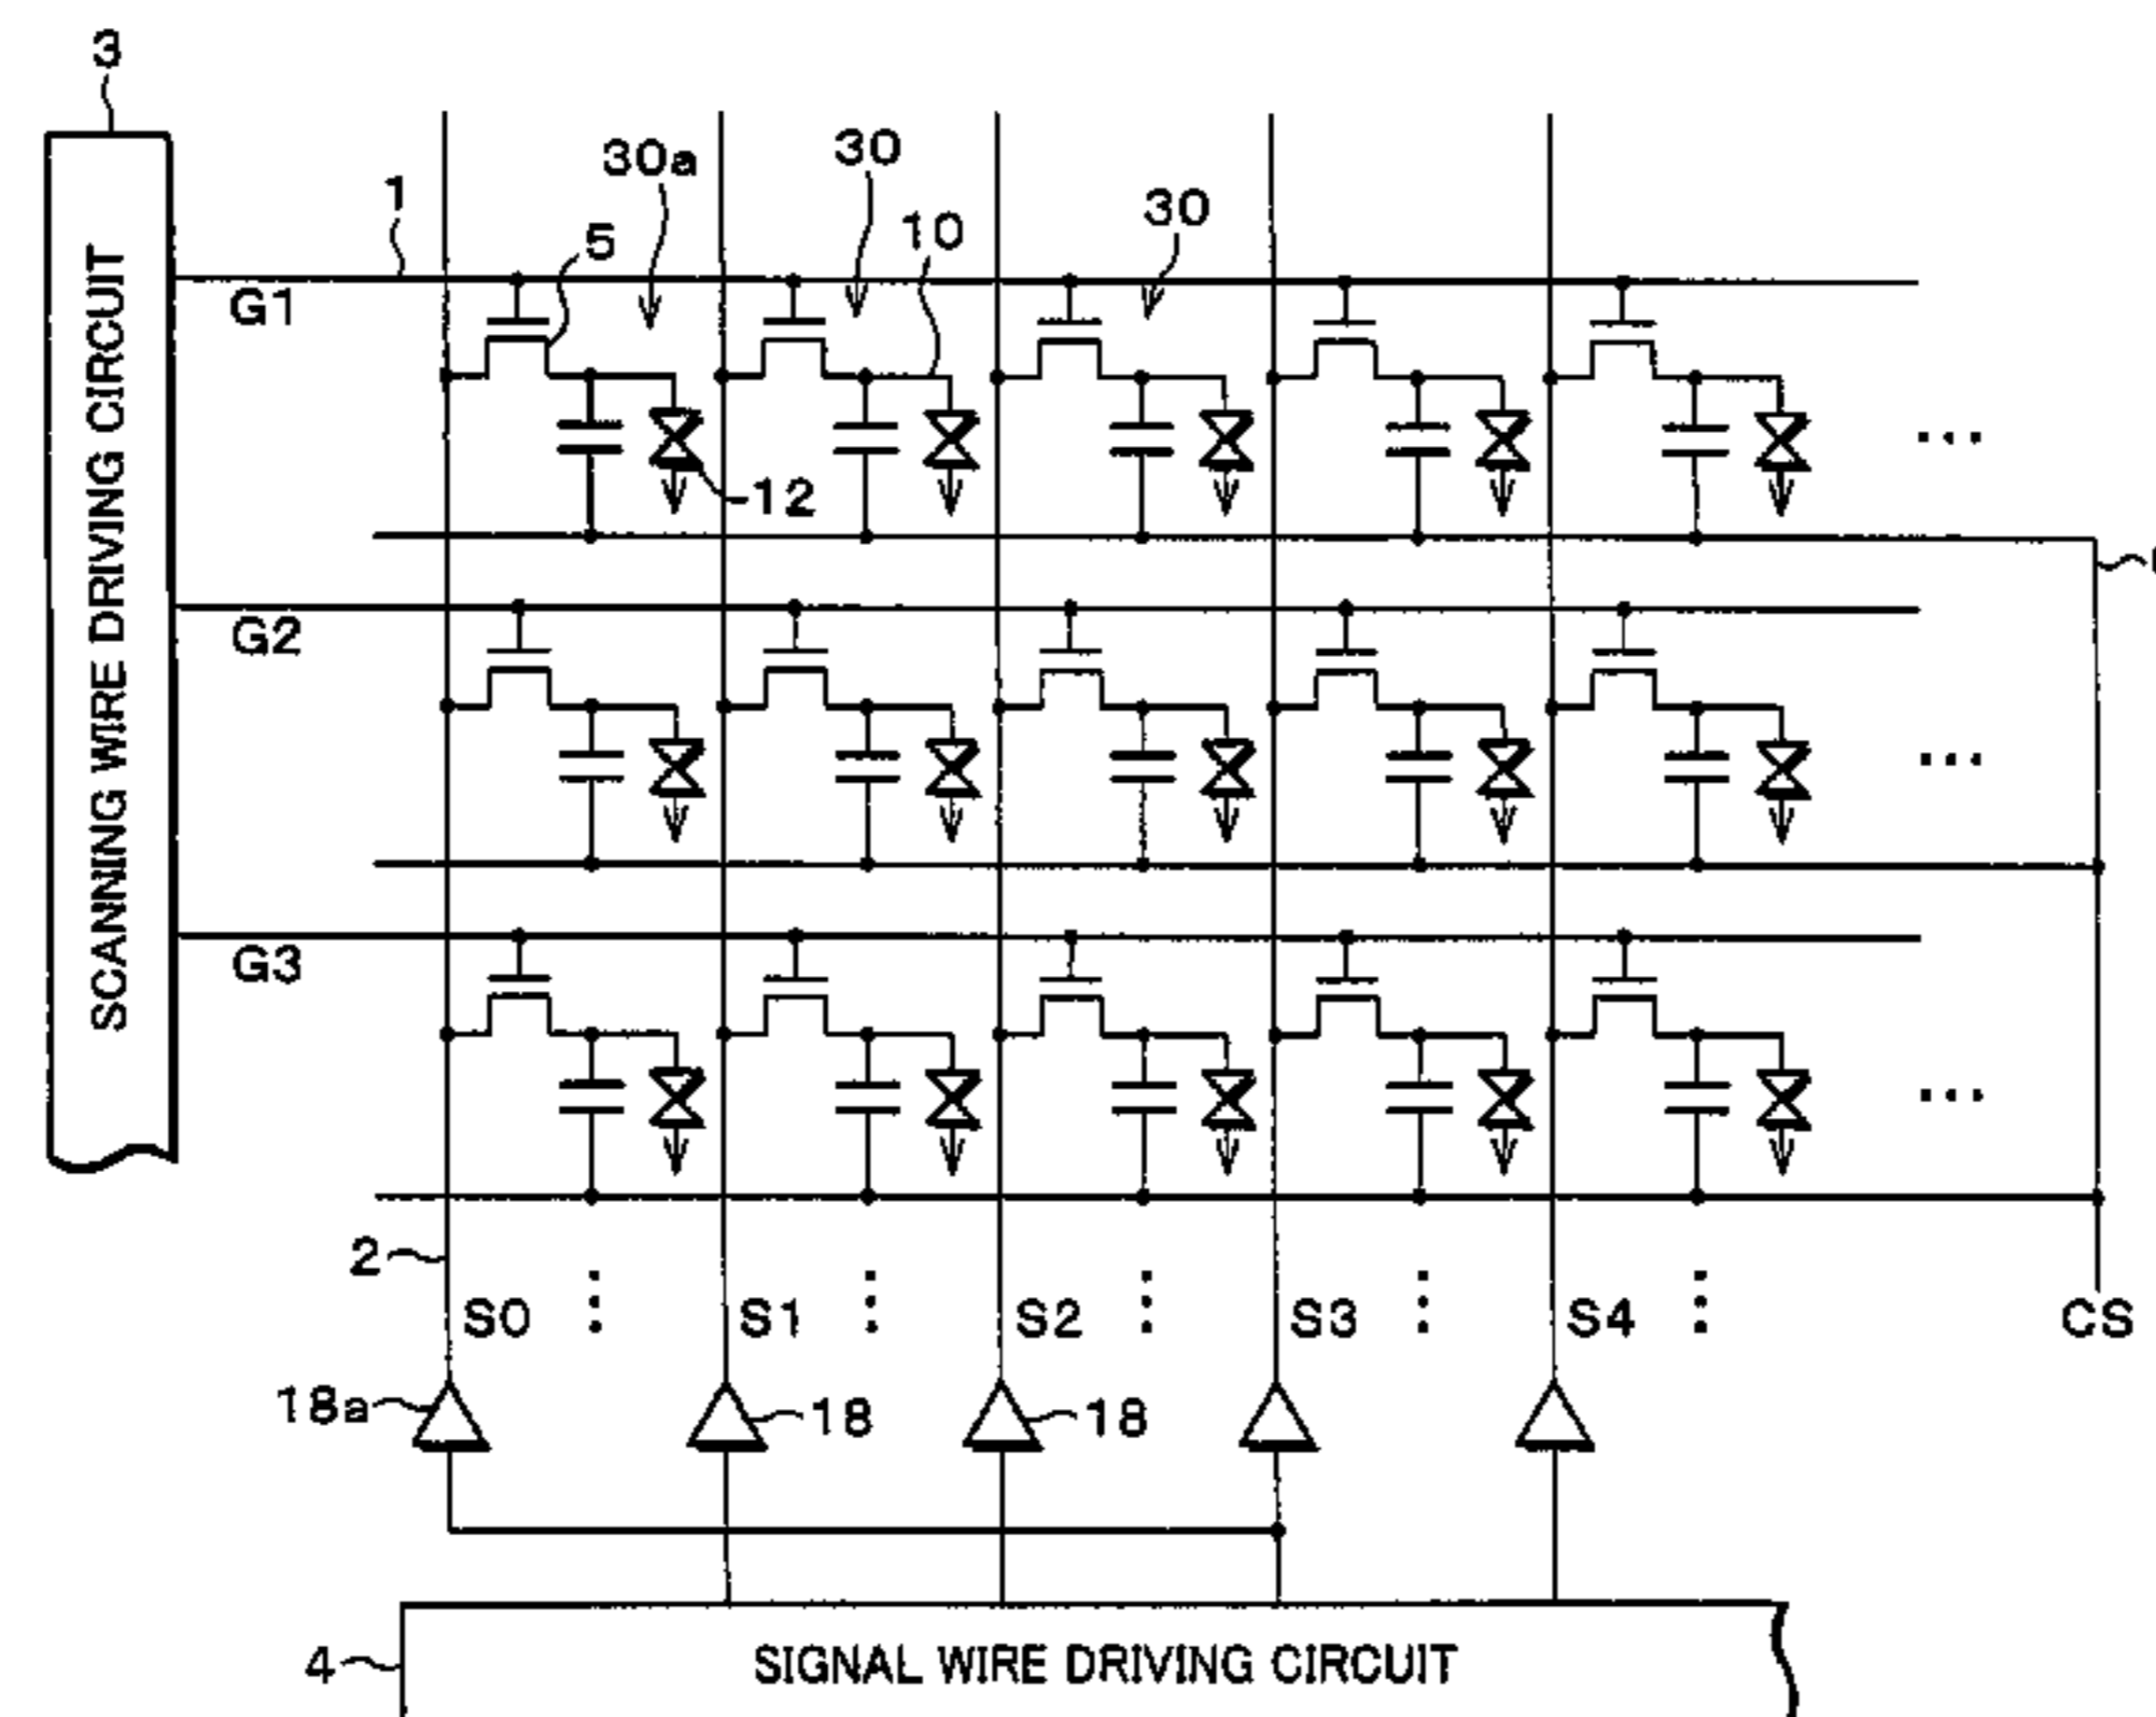 3
30a
30
30
1
5
10
SCANNING WIRE DRIVING CIRCUIT
G1
12
...
G2
...
G3
...
2
S0
S1
S2
S3
S4
CS
18a
18
18
4
SIGNAL WIRE DRIVING CIRCUIT